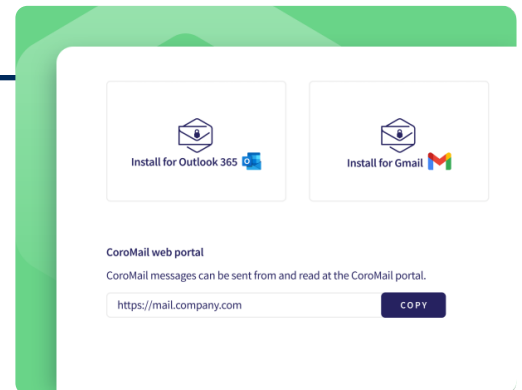 Install for Outlook 365
Install for Gmail
CoroMail web portal
CoroMail messages can be sent from and read at the CoroMail portal.
https://mail.company.com
COPY